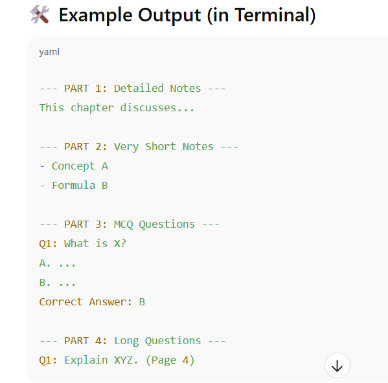 🛠️ Example Output (in Terminal)
yaml
--- PART 1: Detailed Notes ---
This chapter discusses...
--- PART 2: Very Short Notes ---
- Concept A
- Formula B
--- PART 3: MCQ Questions ---
Q1: What is X?
A. ...
B. ...
Correct Answer: B
--- PART 4: Long Questions ---
Q1: Explain XYZ. (Page 4)